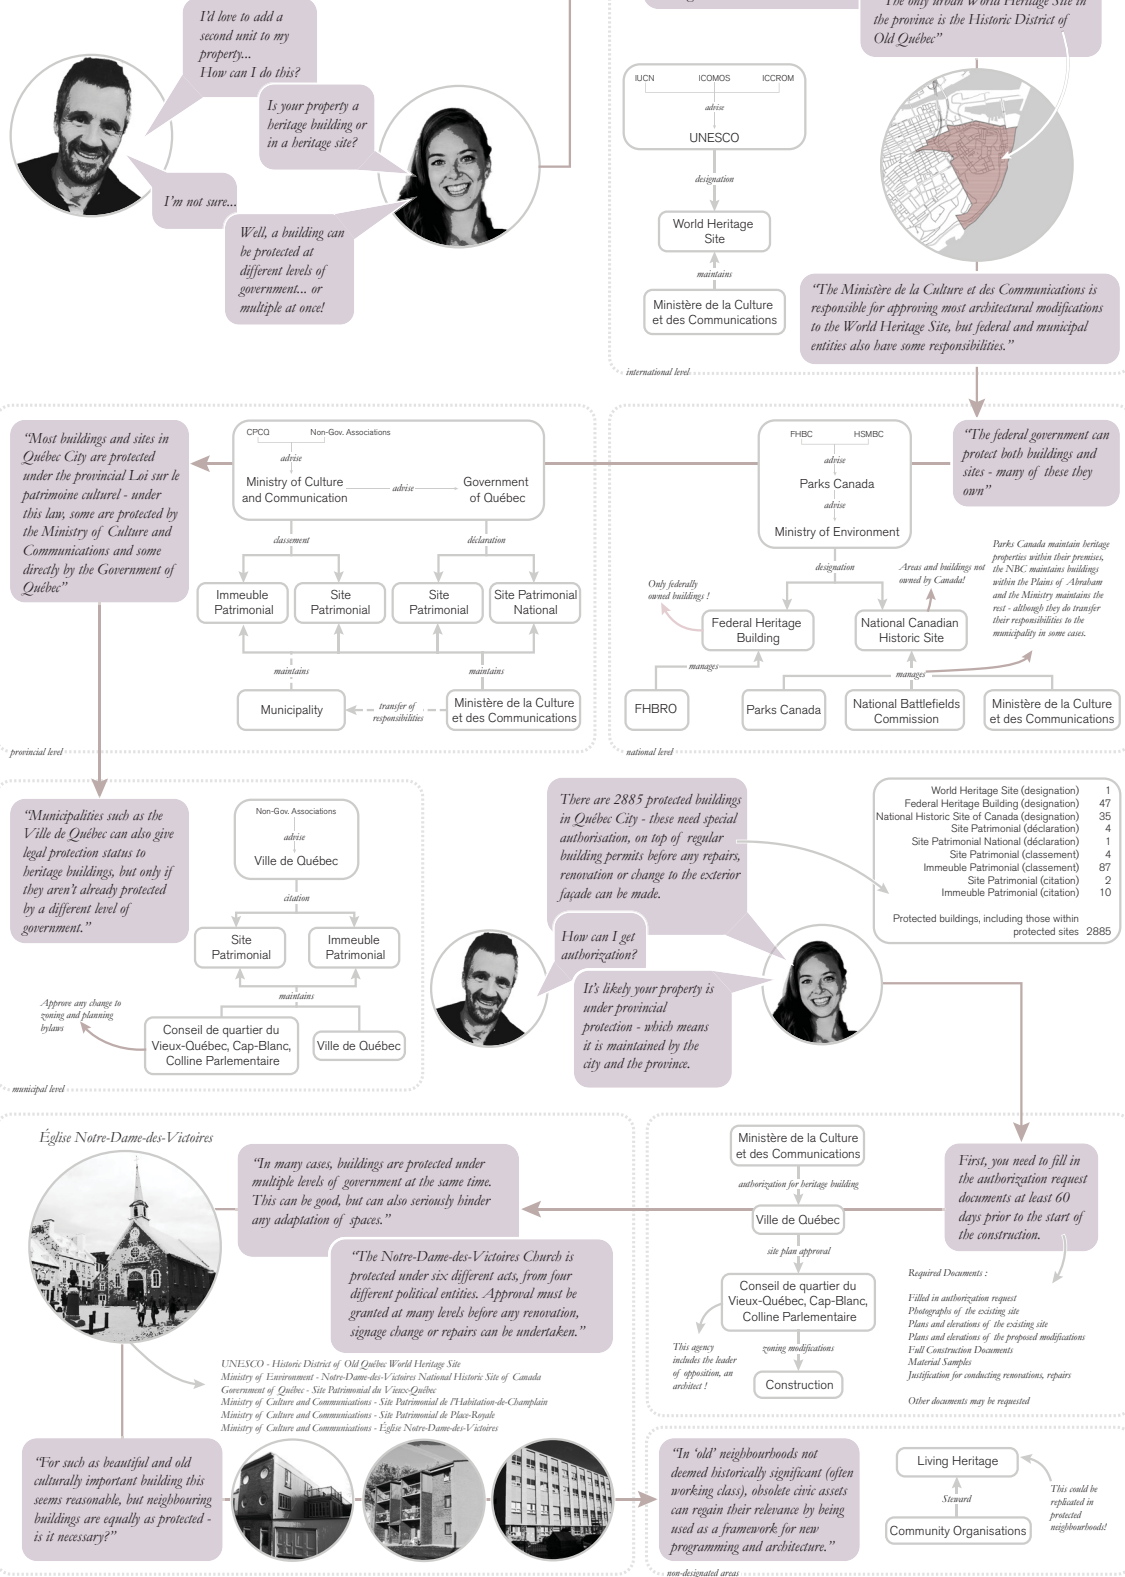 I'd love to add a
second unit to my
property...
How can I do this?
Is your property a
heritage building or
in a heritage site?
I'm not sure...
Well, a building can
be protected at
different levels of
government... or
multiple at once!
"The only urban World Heritage Site in
the province is the Historic District of
Old Québec"
IUCN
ICOMOS
ICCROM
advise
UNESCO
designation
World Heritage
Site
maintains
Ministère de la Culture
et des Communications
"The Ministère de la Culture et des Communications is
responsible for approving most architectural modifications
to the World Heritage Site, but federal and municipal
entities also have some responsibilities."
international level
"Most buildings and sites in
Québec City are protected
under the provincial Loi sur le
patrimoine culturel - under
this law, some are protected by
the Ministry of Culture and
Communications and some
directly by the Government of
Québec"
CPCQ
Non-Gov. Associations
advise
Ministry of Culture
and Communication
advise
Government
of Québec
classement
déclaration
Immeuble
Patrimonial
Site
Patrimonial
Site
Patrimonial
Site Patrimonial
National
maintains
maintains
Municipality
transfer of
responsibilities
Ministère de la Culture
et des Communications
provincial level
FHBC
HSMBC
advise
Parks Canada
advise
Ministry of Environment
"The federal government can
protect both buildings and
sites - many of these they
own"
designation
Only federally
owned buildings !
Areas and buildings not
owned by Canada!
Parks Canada maintain heritage
properties within their premises,
the NBC maintains buildings
within the Plains of Abraham
and the Ministry maintains the
rest - although they do transfer
their responsibilities to the
municipality in some cases.
Federal Heritage
Building
National Canadian
Historic Site
manages
manages
FHBRO
Parks Canada
National Battlefields
Commission
Ministère de la Culture
et des Communications
national level
"Municipalities such as the
Ville de Québec can also give
legal protection status to
heritage buildings, but only if
they aren't already protected
by a different level of
government."
Non-Gov. Associations
advise
Ville de Québec
citation
Site
Patrimonial
Immeuble
Patrimonial
maintains
Approve any change to
zoning and planning
bylaws
Conseil de quartier du
Vieux-Québec, Cap-Blanc,
Colline Parlementaire
Ville de Québec
municipal level
There are 2885 protected buildings
in Québec City - these need special
authorisation, on top of regular
building permits before any repairs,
renovation or change to the exterior
façade can be made.
How can I get
authorization?
It's likely your property is
under provincial
protection - which means
it is maintained by the
city and the province.
World Heritage Site (designation) 1
Federal Heritage Building (designation) 47
National Historic Site of Canada (designation) 35
Site Patrimonial (déclaration) 4
Site Patrimonial National (déclaration) 1
Site Patrimonial (classement) 4
Immeuble Patrimonial (classement) 87
Site Patrimonial (citation) 2
Immeuble Patrimonial (citation) 10
Protected buildings, including those within
protected sites 2885
Église Notre-Dame-des-Victoires
"In many cases, buildings are protected under
multiple levels of government at the same time.
This can be good, but can also seriously hinder
any adaptation of spaces."
"The Notre-Dame-des-Victoires Church is
protected under six different acts, from four
different political entities. Approval must be
granted at many levels before any renovation,
signage change or repairs can be undertaken."
UNESCO - Historic District of Old Québec World Heritage Site
Ministry of Environment - Notre-Dame-des-Victoires National Historic Site of Canada
Government of Québec - Site Patrimonial du Vieux-Québec
Ministry of Culture and Communications - Site Patrimonial de l'Habitation-de-Champlain
Ministry of Culture and Communications - Site Patrimonial de Place-Royale
Ministry of Culture and Communications - Église Notre-Dame-des-Victoires
"For such as beautiful and old
culturally important building this
seems reasonable, but neighbouring
buildings are equally as protected -
is it necessary?"
Ministère de la Culture
et des Communications
authorization for heritage building
Ville de Québec
site plan approval
Conseil de quartier du
Vieux-Québec, Cap-Blanc,
Colline Parlementaire
This agency
includes the leader
of opposition, an
architect !
zoning modifications
Construction
First, you need to fill in
the authorization request
documents at least 60
days prior to the start of
the construction.
Required Documents :
Filled in authorization request
Photographs of the existing site
Plans and elerations of the existing site
Plans and elerations of the proposed modifications
Full Construction Documents
Material Samples
Justification for conducting renovations, repairs
Other documents may be requested
"In 'old' neighbourhoods not
deemed historically significant (often
working class), obsolete civic assets
can regain their relevance by being
used as a framework for new
programming and architecture."
Living Heritage
Steward
Community Organisations
This could be
replicated in
protected
neighbourhoods!
non-designated areas